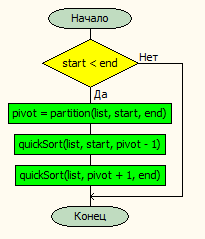 Начало
start < end
Нет
Да
pivot = partition(list, start, end)
quickSort(list, start, pivot - 1)
quickSort(list, pivot + 1, end)
Конец